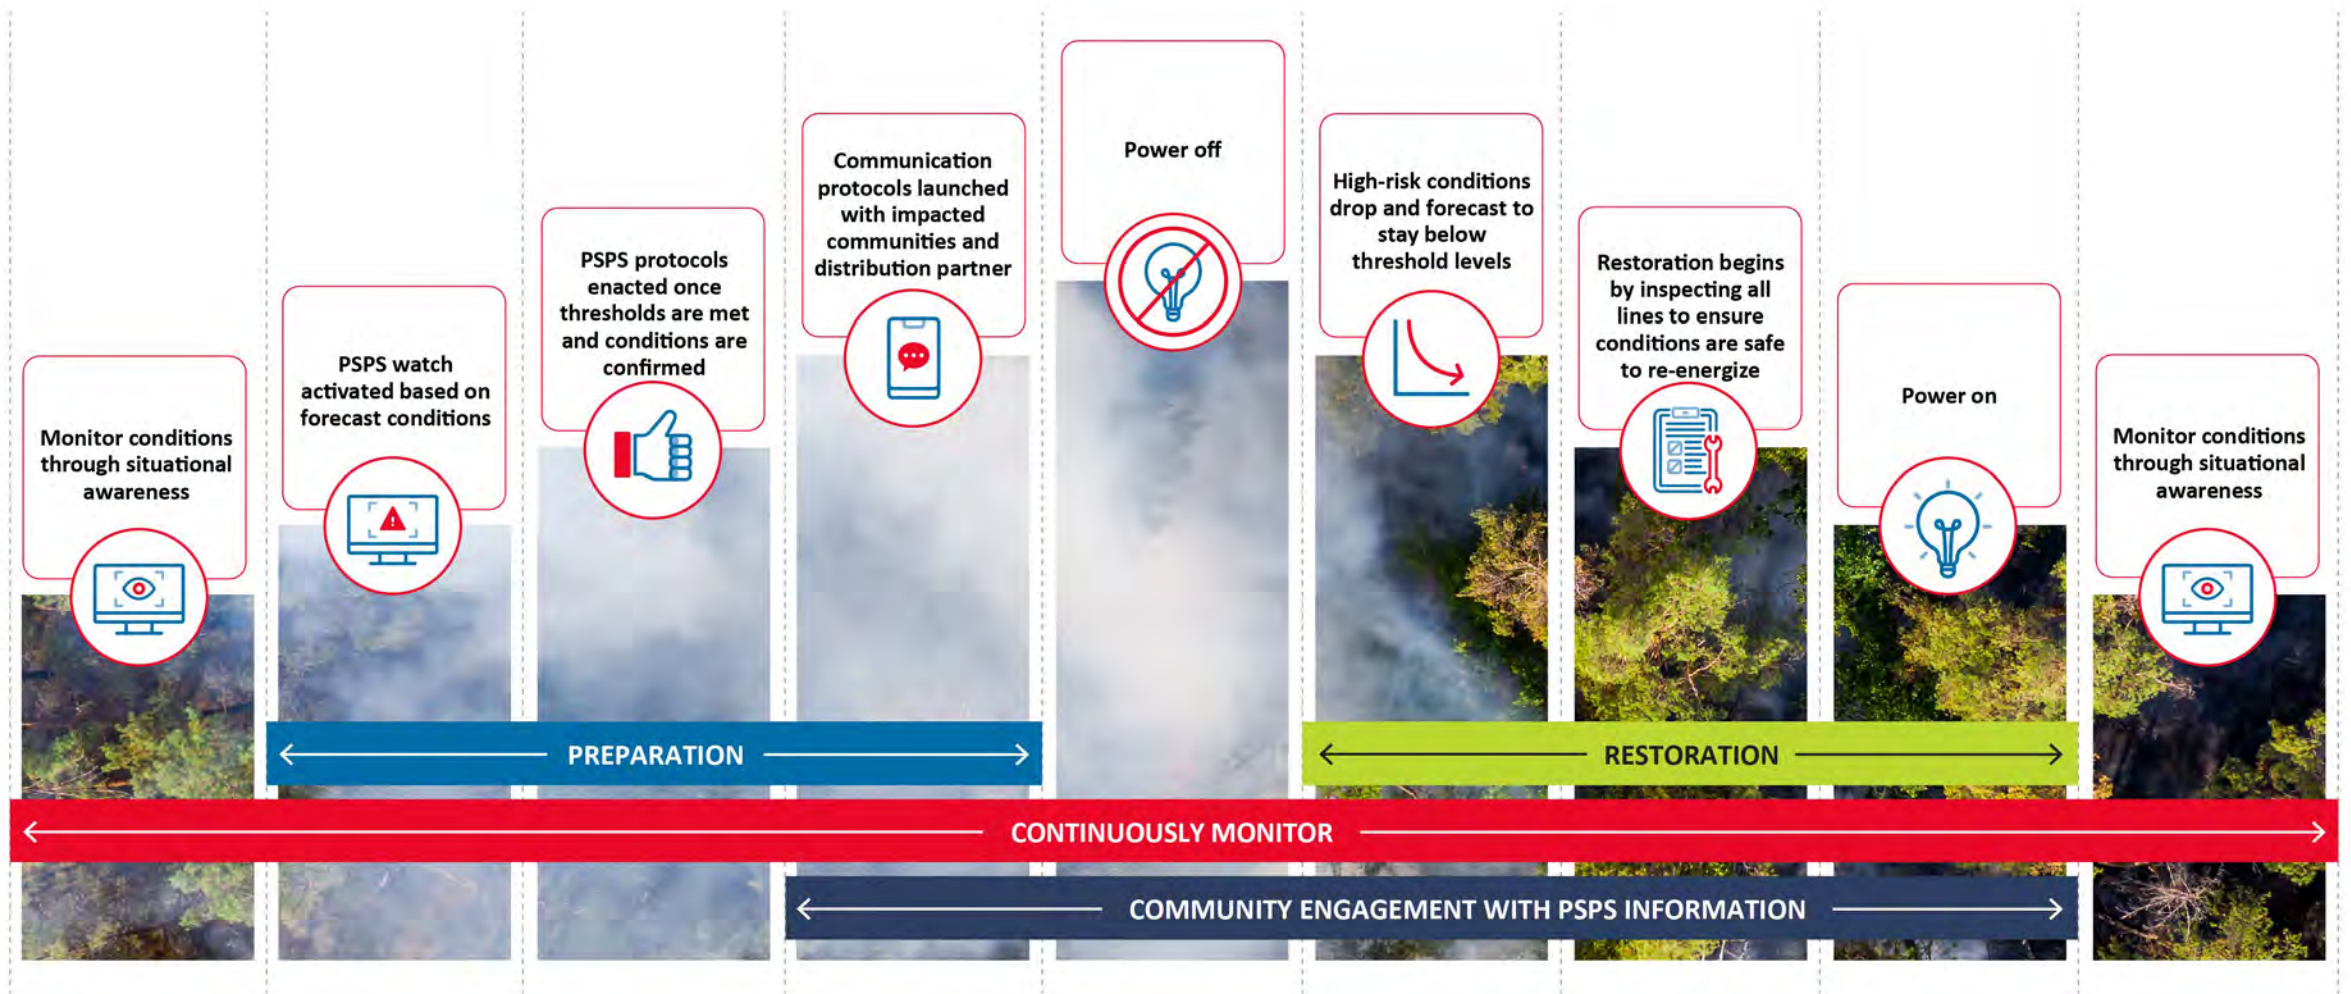 Monitor conditions
through situational
awareness
PSPS watch
activated based on
forecast conditions
PSPS protocols
enacted once
thresholds are met
and conditions are
confirmed
Communication
protocols launched
with impacted
communities and
distribution partner
Power off
High-risk conditions
drop and forecast to
stay below
threshold levels
Restoration begins
by inspecting all
lines to ensure
conditions are safe
to re-energize
Power on
Monitor conditions
through situational
awareness
PREPARATION
RESTORATION
CONTINUOUSLY MONITOR
COMMUNITY ENGAGEMENT WITH PSPS INFORMATION